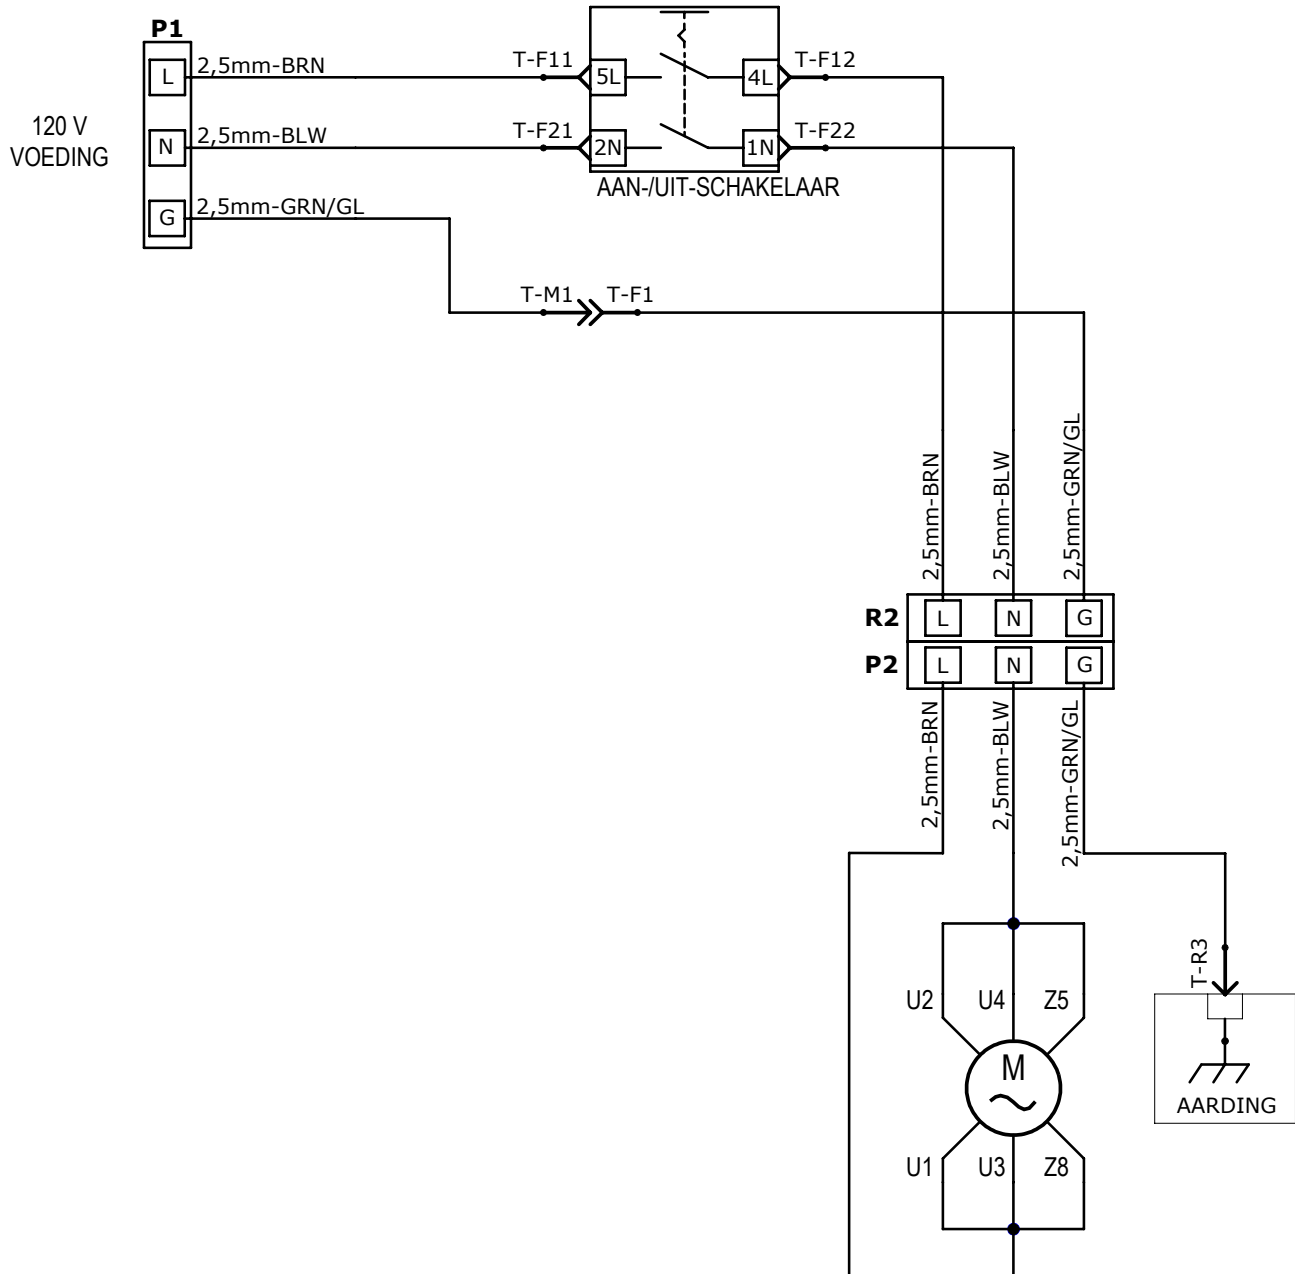 P1
L
2,5mm-BRN
T-F11
5L
4L
T-F12
120 V
VOEDING
N
2,5mm-BLW
T-F21
2N
1N
T-F22
AAN-/UIT-SCHAKELAAR
G
2,5mm-GRN/GL
T-M1
T-F1
2,5mm-BRN
2,5mm-BLW
2,5mm-GRN/GL
R2
L
N
G
P2
L
N
G
2,5mm-BRN
2,5mm-BLW
2,5mm-GRN/GL
T-R3
U2
U4
Z5
M
AARDING
U1
U3
Z8